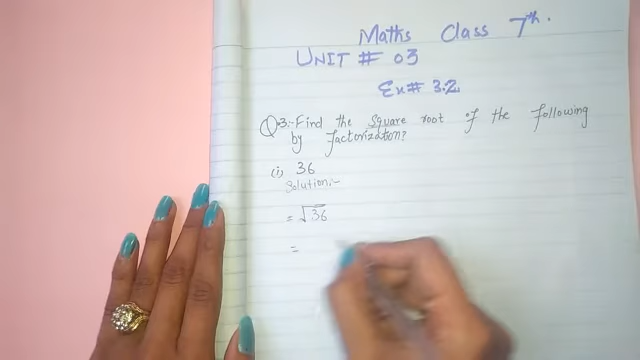 Maths Class 7th.
UNIT # 03
Ex# 3.2
Q3:- Find the square root of the following
by factorization?
(i) 36
Solution:-
= √36
=